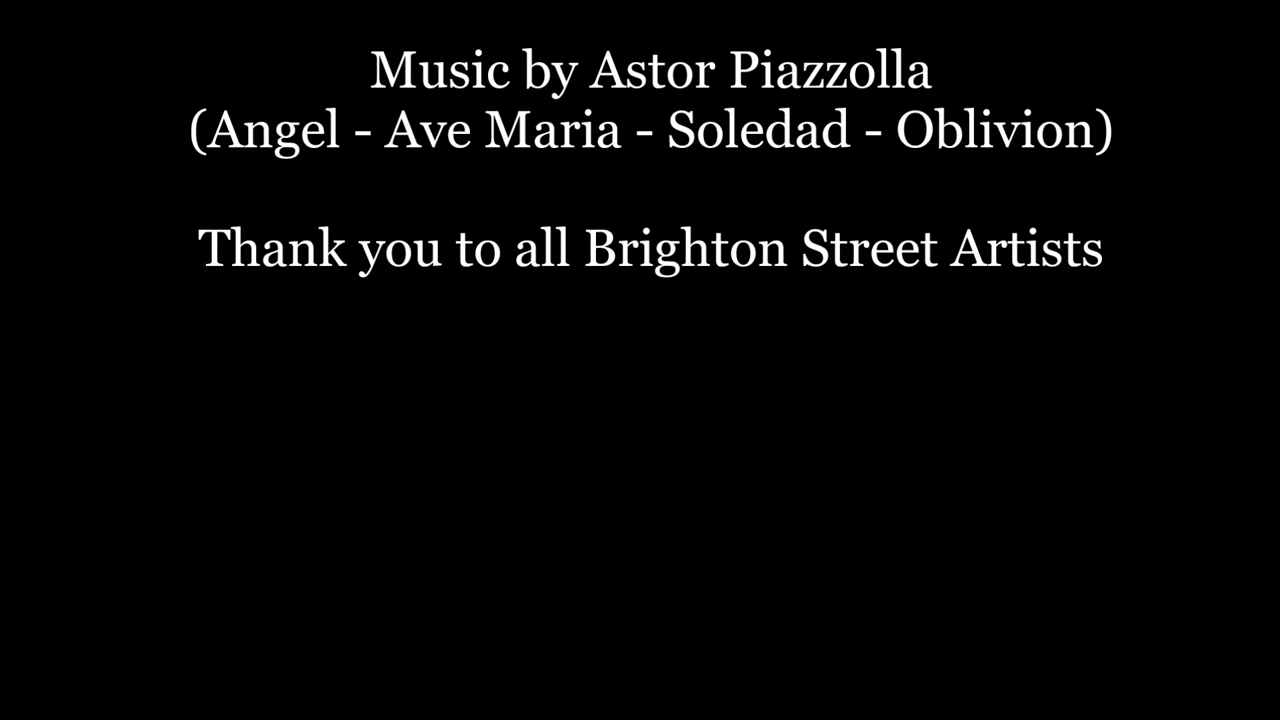 Music by Astor Piazzolla
(Angel - Ave Maria - Soledad - Oblivion)
Thank you to all Brighton Street Artists